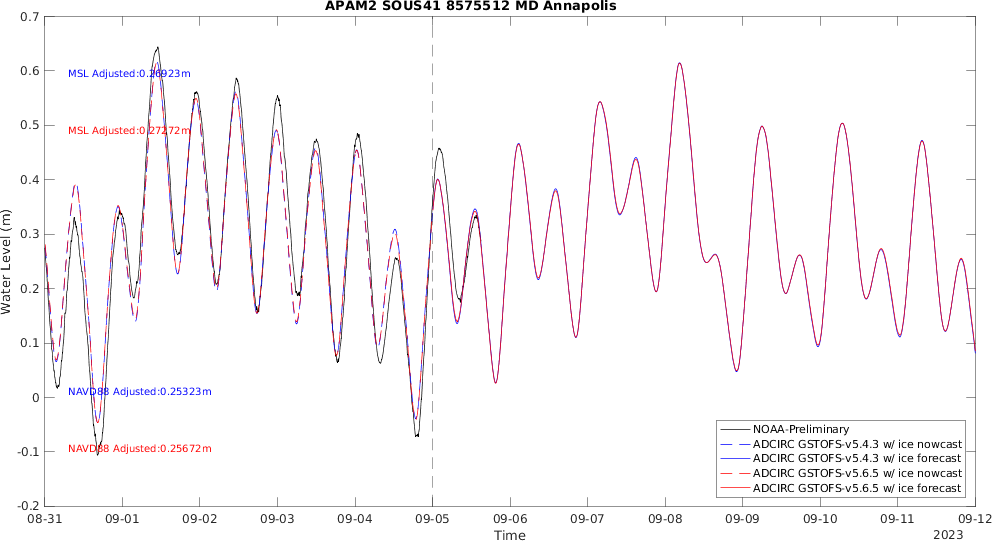 APAM2 SOUS41 8575512 MD Annapolis
0.7
0.6
0.5
0.4
0.3
0.2
0.1
0
-0.1
-0.2
Water Level (m)
MSL Adjusted:0.26923m
MSL Adjusted:0.27272m
NAVD88 Adjusted:0.25323m
NAVD88 Adjusted:0.25672m
NOAA-Preliminary
ADCIRC GSTOFS-v5.4.3 w/ ice nowcast
ADCIRC GSTOFS-v5.4.3 w/ ice forecast
ADCIRC GSTOFS-v5.6.5 w/ ice nowcast
ADCIRC GSTOFS-v5.6.5 w/ ice forecast
08-31 09-01 09-02 09-03 09-04 09-05 09-06 09-07 09-08 09-09 09-10 09-11 09-12
Time
2023